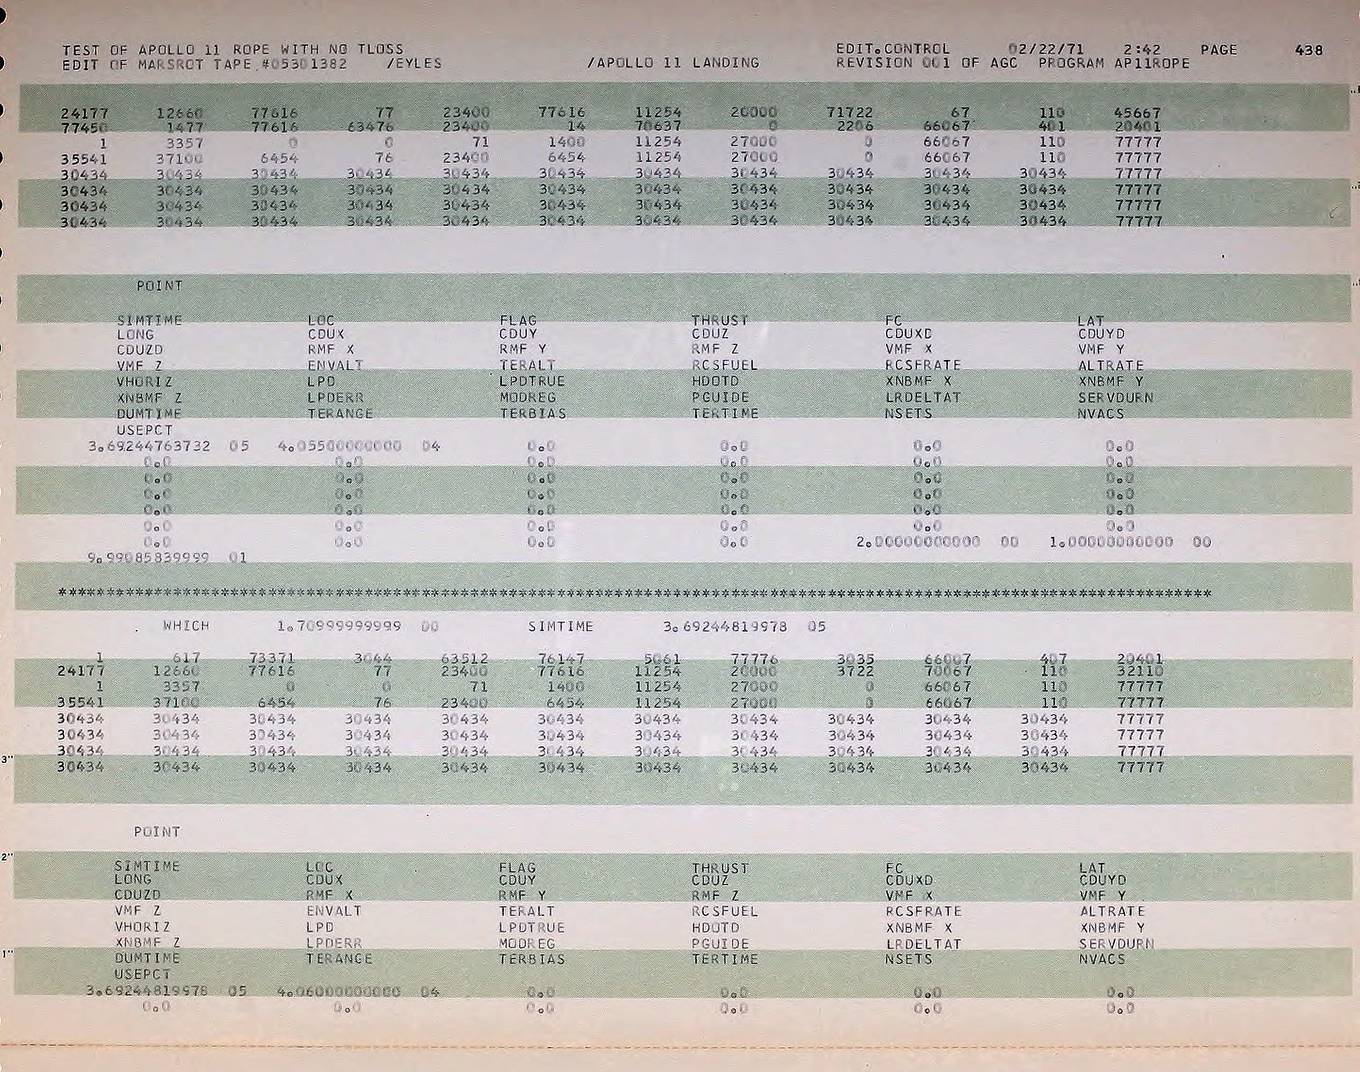 TEST OF APOLLO 11 ROPE WITH NO TLOSS EDIT.CONTROL 02/22/71 2:42 PAGE 438
EDIT OF MARSROT TAPE #05301382 /EYLES /APOLLO 11 LANDING REVISION 001 OF AGC PROGRAM AP11ROPE
24177 12660 77616 77 23400 77616 11254 20000 71722 67 110 45667
77450 1477 77616 63476 23400 14 70637 0 2206 66067 401 20401
1 3357 0 0 71 1400 11254 27000 0 66067 110 77777
35541 37100 6454 76 23400 6454 11254 27000 0 66067 110 77777
30434 30434 30434 30434 30434 30434 30434 30434 30434 30434 30434 77777
30434 30434 30434 30434 30434 30434 30434 30434 30434 30434 30434 77777
30434 30434 30434 30434 30434 30434 30434 30434 30434 30434 30434 77777
30434 30434 30434 30434 30434 30434 30434 30434 30434 30434 30434 77777
POINT
SIMTIME LOC FLAG THRUST FC LAT
LONG CDUX CDUY CDUZ CDUXD CDUYD
CDUZD RMF X RMF Y RMF Z VMF X VMF Y
VMF Z ENVALT TERALT RCSFUEL RCSFRATE ALTRATE
VHORIZ LPD LPDTRUE HDOTD XNBMF X XNBMF Y
XNBMF Z LPDERR MODREG PGUIDE LRDELTAT SERVDURN
DUMTIME TERANGE TERBIAS TERTIME NSETS NVACS
USEPCT
3.69244763732 05 4.05500000000 04 0.0 0.0 0.0 0.0
0.0 0.0 0.0 0.0 0.0 0.0
0.0 0.0 0.0 0.0 0.0 0.0
0.0 0.0 0.0 0.0 0.0 0.0
0.0 0.0 0.0 0.0 0.0 0.0
0.0 0.0 0.0 0.0 0.0 0.0
0.0 0.0 0.0 0.0 2.00000000000 00 1.00000000000 00
9.99085839999 01
************************************************************************************************************************
WHICH 1.70999999999 00 SIMTIME 3.69244819978 05
1 617 73371 3044 63512 76147 5061 77776 3035 66007 407 20401
24177 12660 77616 77 23400 77616 11254 20000 3722 70067 110 32110
1 3357 0 0 71 1400 11254 27000 0 66067 110 77777
35541 37100 6454 76 23400 6454 11254 27000 0 66067 110 77777
30434 30434 30434 30434 30434 30434 30434 30434 30434 30434 30434 77777
30434 30434 30434 30434 30434 30434 30434 30434 30434 30434 30434 77777
30434 30434 30434 30434 30434 30434 30434 30434 30434 30434 30434 77777
3" 30434 30434 30434 30434 30434 30434 30434 30434 30434 30434 30434 77777
POINT
2"
SIMTIME LOC FLAG THRUST FC LAT
LONG CDUX CDUY CDUZ CDUXD CDUYD
CDUZD RMF X RMF Y RMF Z VMF X VMF Y
VMF Z ENVALT TERALT RCSFUEL RCSFRATE ALTRATE
VHORIZ LPD LPDTRUE HDOTD XNBMF X XNBMF Y
XNBMF Z LPDERR MODREG PGUIDE LRDELTAT SERVDURN
1" DUMTIME TERANGE TERBIAS TERTIME NSETS NVACS
USEPCT
3.69244819978 05 4.06000000000 04 0.0 0.0 0.0 0.0
0.0 0.0 0.0 0.0 0.0 0.0